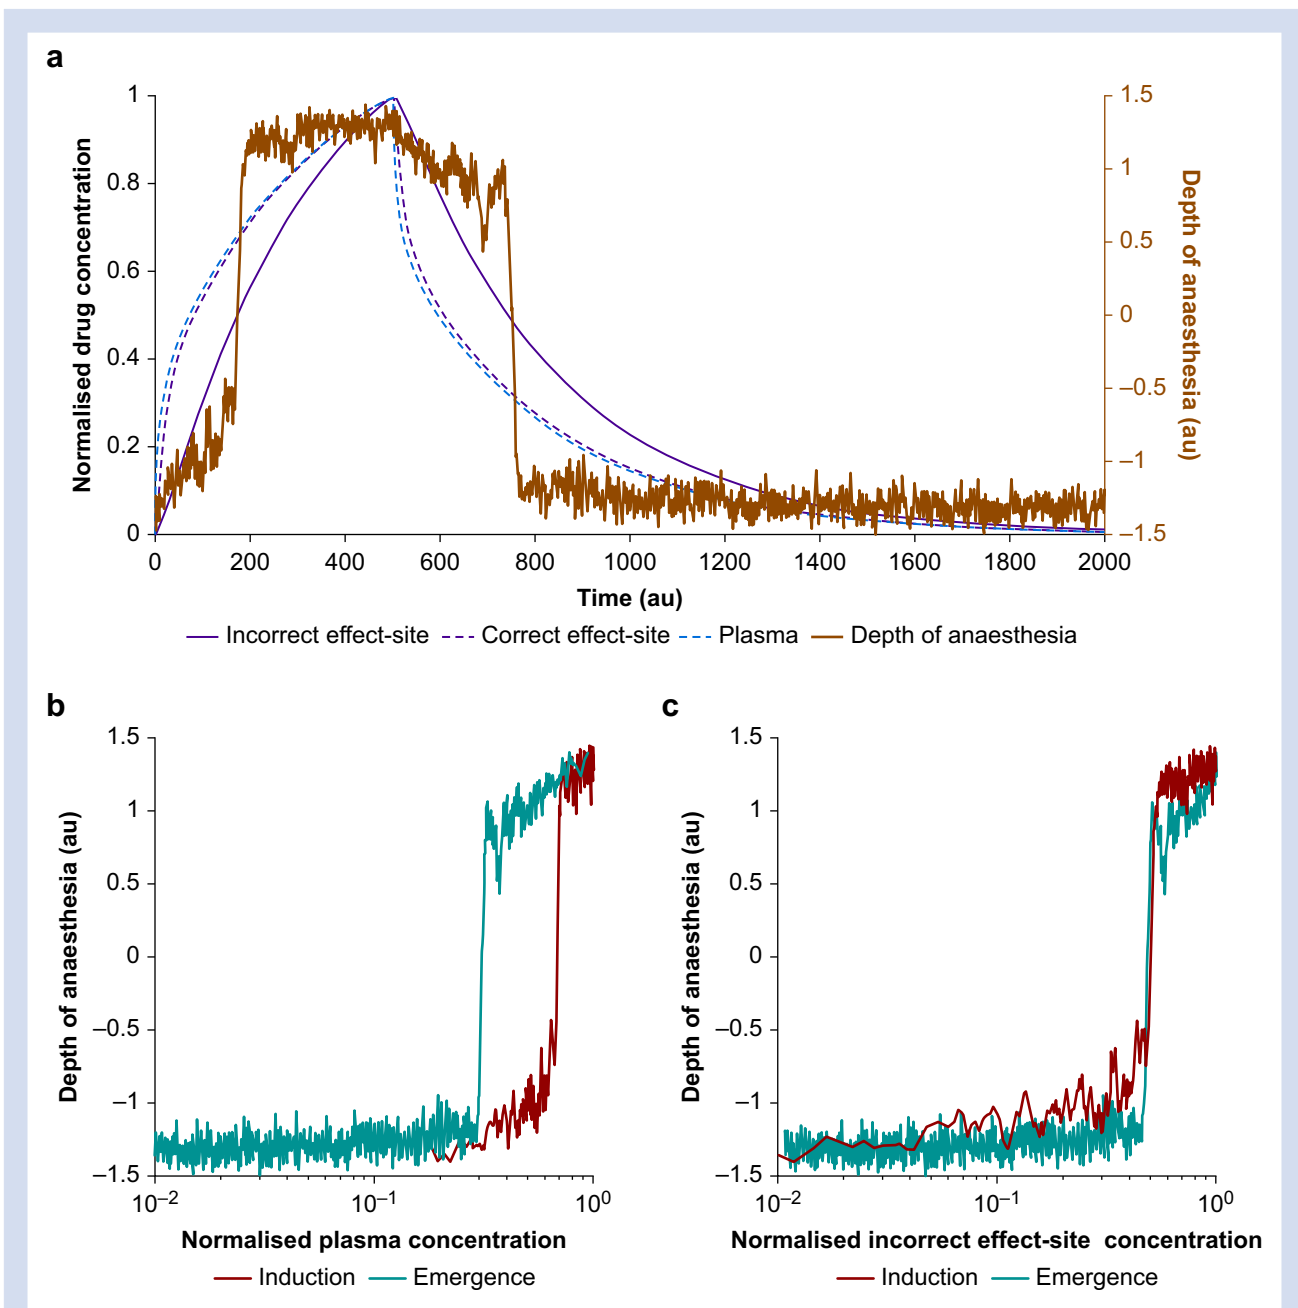 a
1
0.8
0.6
0.4
0.2
0
Normalised drug concentration
1.5
1
0.5
0
–0.5
–1
–1.5
Depth of anaesthesia (au)
0 200 400 600 800 1000 1200 1400 1600 1800 2000
Time (au)
Incorrect effect-site Correct effect-site Plasma Depth of anaesthesia
b
1.5
1
0.5
0
–0.5
–1
–1.5
Depth of anaesthesia (au)
10–2 10–1 100
Normalised plasma concentration
Induction Emergence
c
1.5
1
0.5
0
–0.5
–1
–1.5
Depth of anaesthesia (au)
10–2 10–1 100
Normalised incorrect effect-site concentration
Induction Emergence